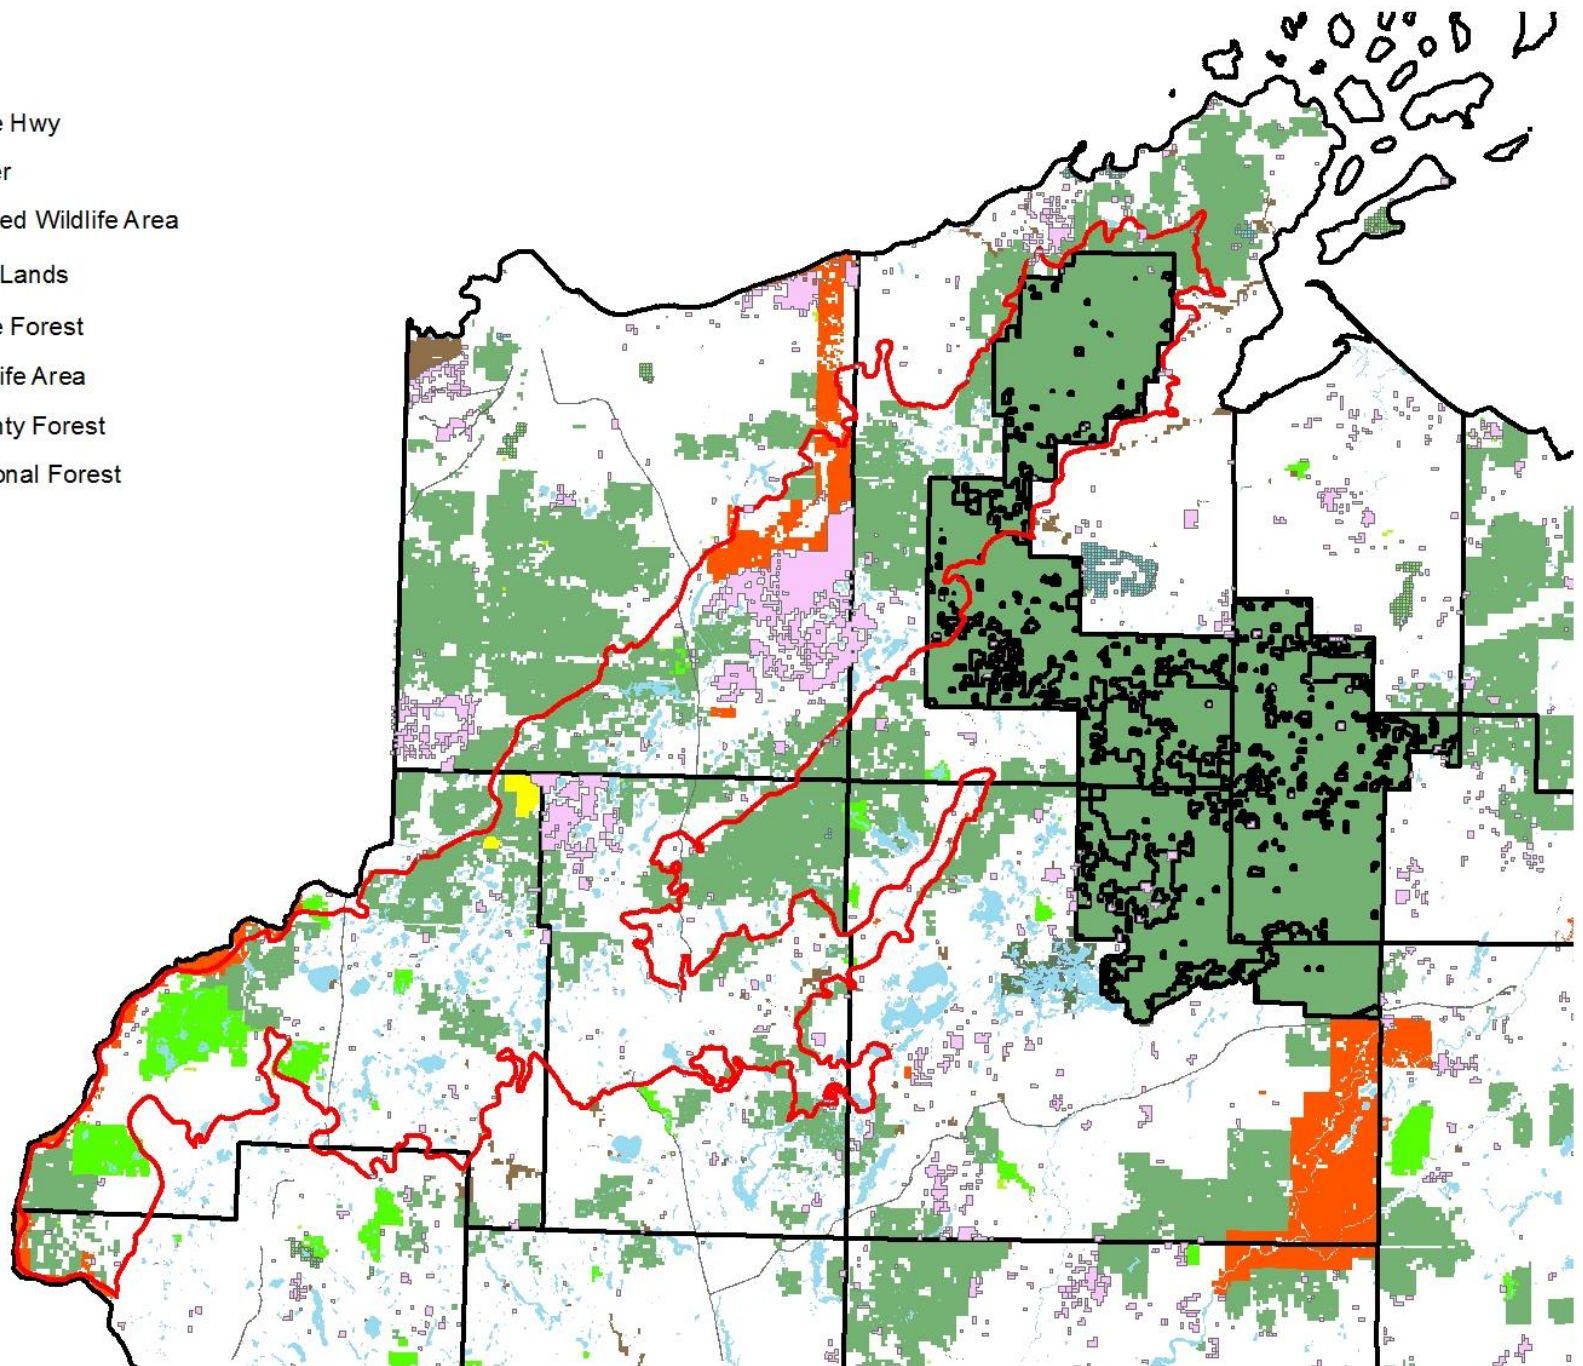 e Hwy
er
ed Wildlife Area
Lands
e Forest
ife Area
nty Forest
onal Forest